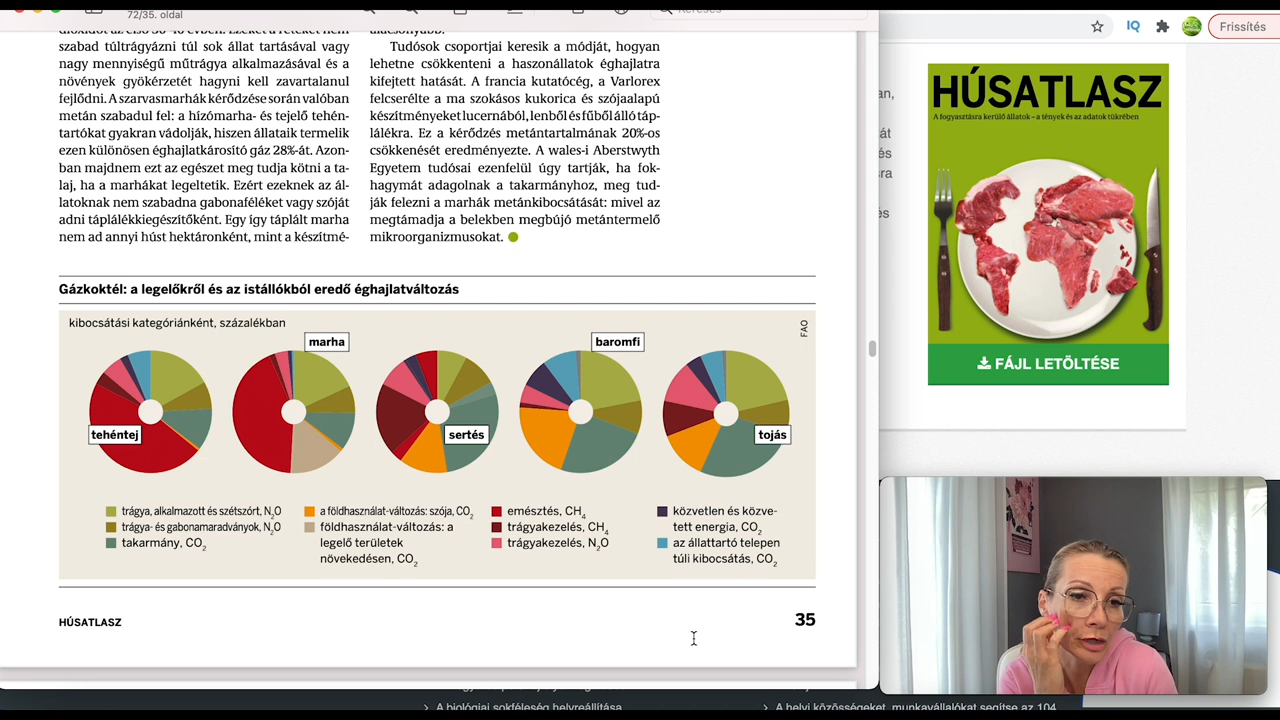 72/35. oldal
Keresés
szabad túltrágyázni túl sok állat tartásával vagy
nagy mennyiségű műtrágya alkalmazásával és a
növények gyökérzetét hagyni kell zavartalanul
fejlődni. A szarvasmarhák kérődzése során valóban
metán szabadul fel: a hízómarha- és tejelő tehén-
tartókat gyakran vádolják, hiszen állataik termelik
ezen különösen éghajlatkárosító gáz 28%-át. Azon-
ban majdnem ezt az egészet meg tudja kötni a ta-
laj, ha a marhákat legeltetik. Ezért ezeknek az ál-
latoknak nem szabadna gabonaféléket vagy szóját
adni táplálékkiegészítőként. Egy így táplált marha
nem ad annyi húst hektáronként, mint a készítmé-
Tudósok csoportjai keresik a módját, hogyan
lehetne csökkenteni a haszonállatok éghajlatra
kifejtett hatását. A francia kutatócég, a Varlorex
felcserélte a ma szokásos kukorica és szójaalapú
készítményeket lucernából, lenből és fűből álló táp-
lálékra. Ez a kérődzés metántartalmának 20%-os
csökkenését eredményezte. A wales-i Aberstwyth
Egyetem tudósai ezenfelül úgy tartják, ha fok-
hagymát adagolnak a takarmányhoz, meg tud-
ják felezni a marhák metánkibocsátását: mivel az
megtámadja a belekben megbújó metántermelő
mikroorganizmusokat.
Gázkoktél: a legelőkről és az istállókból eredő éghajlatváltozás
kibocsátási kategóriánként, százalékban
FAO
tehéntej
marha
sertés
baromfi
tojás
trágya, alkalmazott és szétszórt, N₂O
trágya- és gabonamaradványok, N₂O
takarmány, CO₂
a földhasználat-változás: szója, CO₂
földhasználat-változás: a
legelő területek
növekedésen, CO₂
emésztés, CH₄
trágyakezelés, CH₄
trágyakezelés, N₂O
közvetlen és közve-
tett energia, CO₂
az állattartó telepen
túli kibocsátás, CO₂
HÚSATLASZ
35
IQ
Frissítés
an,
át
és
sra
és
HÚSATLASZ
A fogyasztásra kerülő állatok – a tények és az adatok tükrében
FÁJL LETÖLTÉSE
A biológiai sokféleség helyreállítása
A helyi közösségeket, munkavállalókat segítse az 104